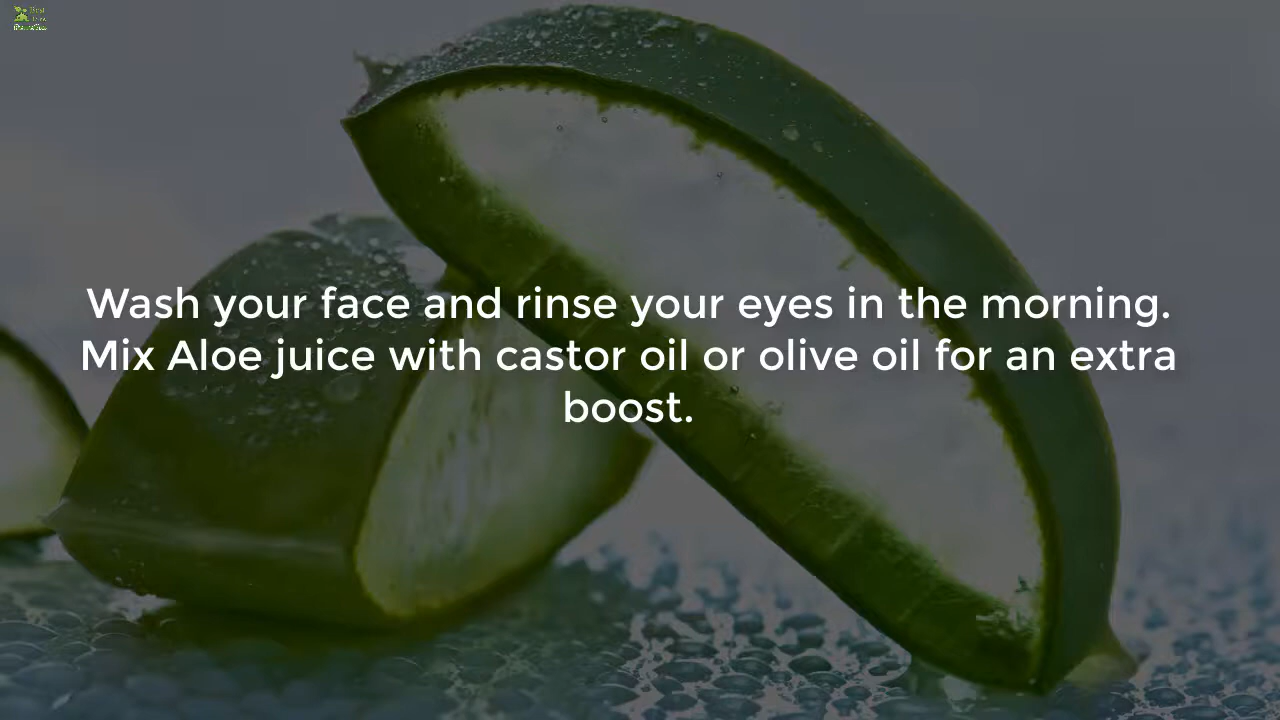 Wash your face and rinse your eyes in the morning.
Mix Aloe juice with castor oil or olive oil for an extra
boost.